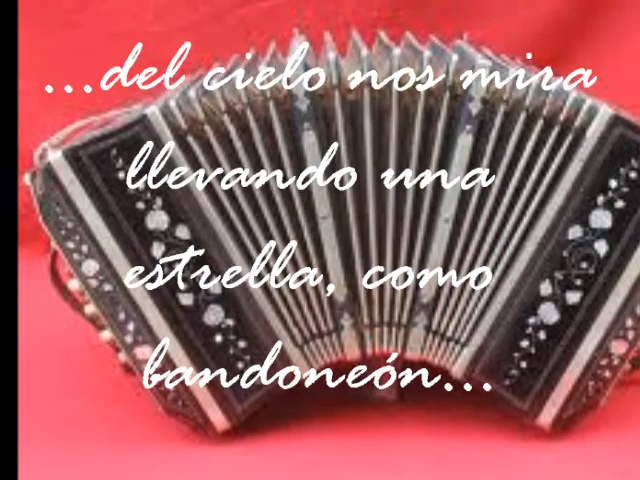 ...del cielo nos mira
llevando una
estrella, como
bandoneón...